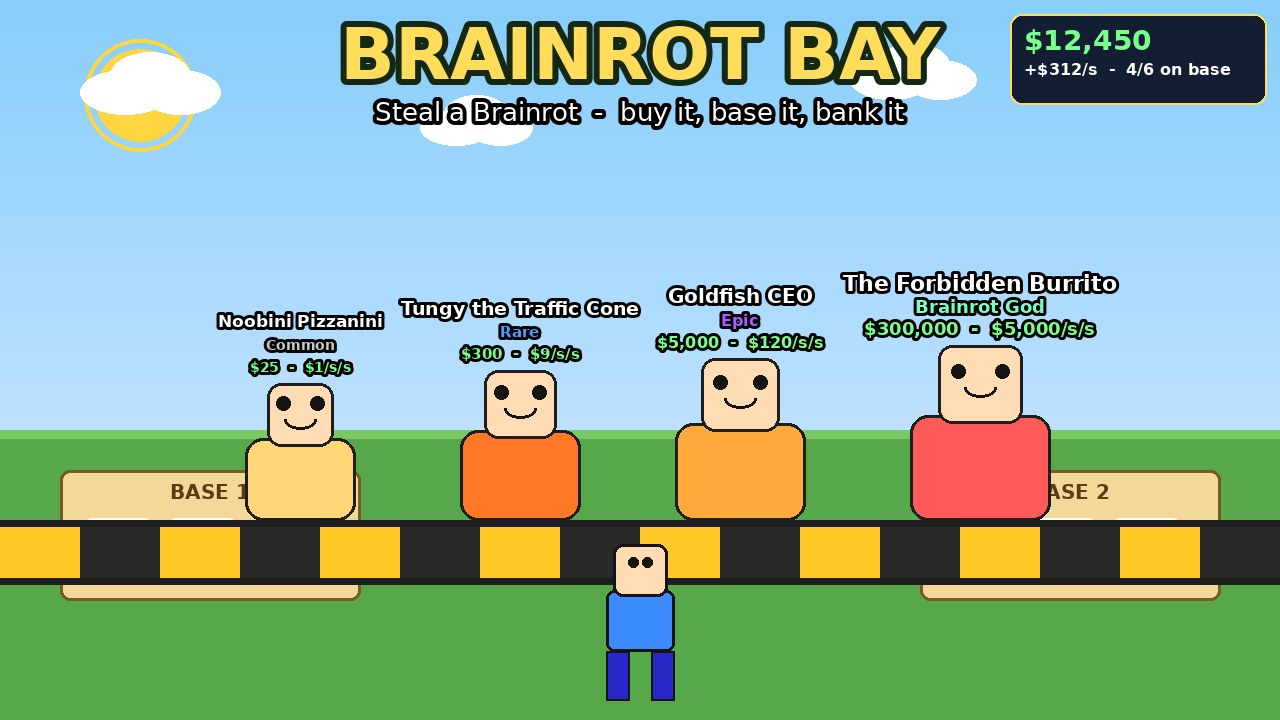 BRAINROT BAY
Steal a Brainrot - buy it, base it, bank it
$12,450
+$312/s - 4/6 on base
Noobini Pizzanini
Common
$25 - $1/s/s
Tungy the Traffic Cone
Rare
$300 - $9/s/s
Goldfish CEO
Epic
$5,000 - $120/s/s
The Forbidden Burrito
Brainrot God
$300,000 - $5,000/s/s
BASE 1
ASE 2